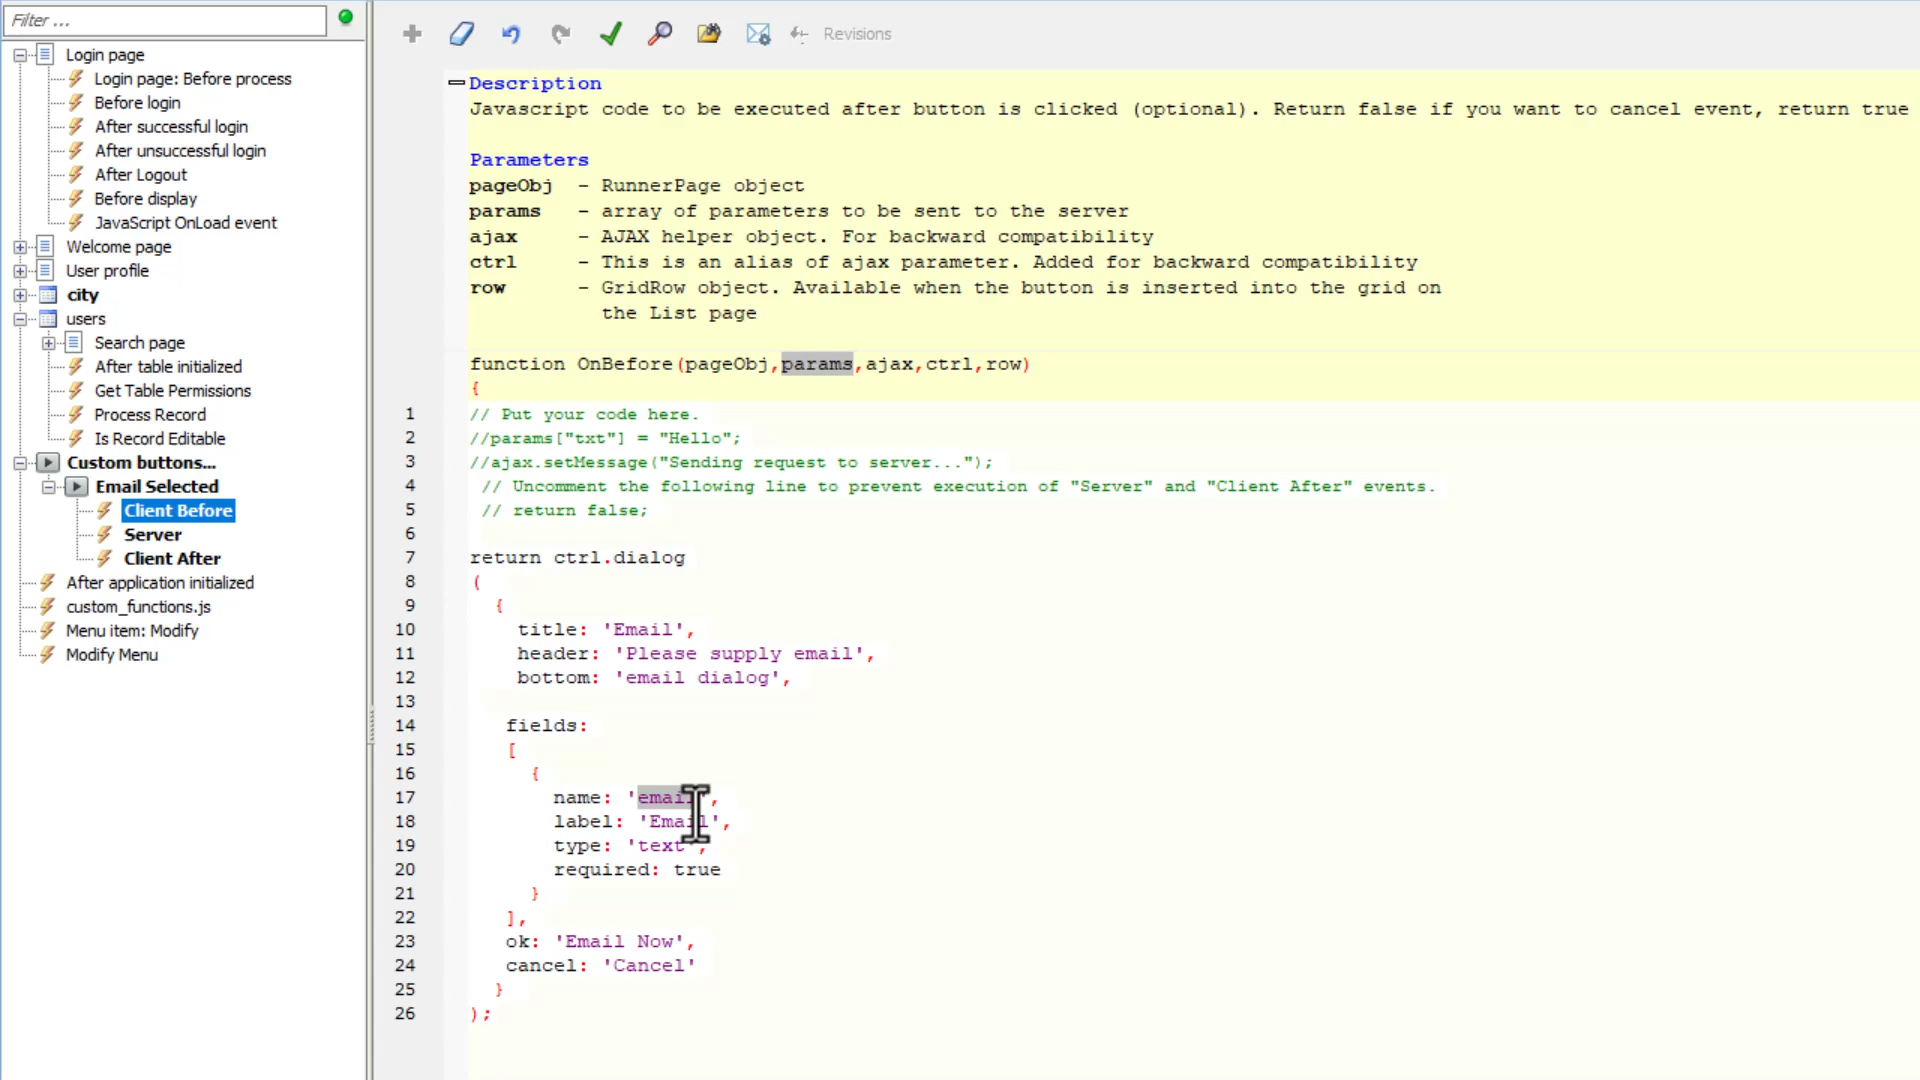 Filter ...
Login page
Login page: Before process
Before login
After successful login
After unsuccessful login
After Logout
Before display
JavaScript OnLoad event
Welcome page
User profile
city
users
Search page
After table initialized
Get Table Permissions
Process Record
Is Record Editable
Custom buttons...
Email Selected
Client Before
Server
Client After
After application initialized
custom_functions.js
Menu item: Modify
Modify Menu
Revisions
Description
Javascript code to be executed after button is clicked (optional). Return false if you want to cancel event, return true
Parameters
pageObj - RunnerPage object
params - array of parameters to be sent to the server
ajax - AJAX helper object. For backward compatibility
ctrl - This is an alias of ajax parameter. Added for backward compatibility
row - GridRow object. Available when the button is inserted into the grid on
the List page
function OnBefore(pageObj,params,ajax,ctrl,row)
{
1 // Put your code here.
2 //params["txt"] = "Hello";
3 //ajax.setMessage("Sending request to server...");
4 // Uncomment the following line to prevent execution of "Server" and "Client After" events.
5 // return false;
6
7 return ctrl.dialog
8 (
9 {
10 title: 'Email',
11 header: 'Please supply email',
12 bottom: 'email dialog',
13
14 fields:
15 [
16 {
17 name: 'email',
18 label: 'Email',
19 type: 'text',
20 required: true
21 }
22 ],
23 ok: 'Email Now',
24 cancel: 'Cancel'
25 }
26 );